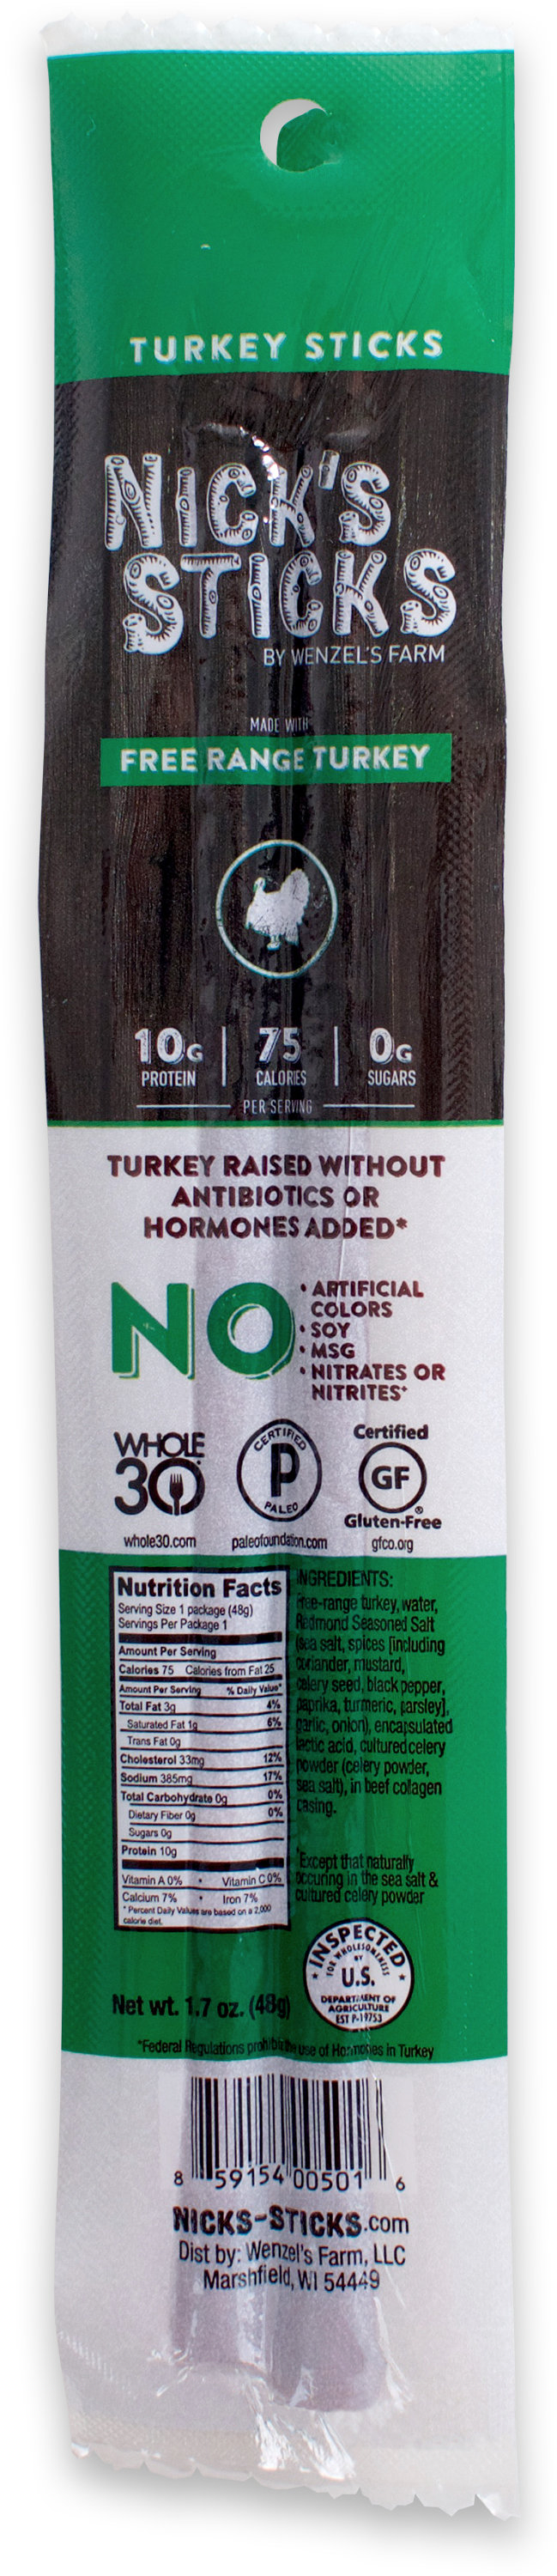 TURKEY STICKS
NICK'S
STICKS
BY WENZEL'S FARM
MADE WITH
FREE RANGE TURKEY
10G
PROTEIN
75
CALORIES
0G
SUGARS
PER SERVING
TURKEY RAISED WITHOUT
ANTIBIOTICS OR
HORMONES ADDED*
NO
• ARTIFICIAL
COLORS
• SOY
• MSG
• NITRATES OR
NITRITES+
WHOLE
30
whole30.com
CERTIFIED
P
PALEO
paleofoundation.com
Certified
GF
®
Gluten-Free
gfco.org
Nutrition Facts
Serving Size 1 package (48g)
Servings Per Package 1
Amount Per Serving
Calories 75 Calories from Fat 25
Amount Per Serving % Daily Value*
Total Fat 3g 4%
Saturated Fat 1g 6%
Trans Fat 0g
Cholesterol 33mg 12%
Sodium 385mg 17%
Total Carbohydrate 0g 0%
Dietary Fiber 0g 0%
Sugars 0g
Protein 10g
Vitamin A 0% • Vitamin C 0%
Calcium 7% • Iron 7%
* Percent Daily Values are based on a 2,000
calorie diet.
INGREDIENTS:
Free-range turkey, water,
Redmond Seasoned Salt
(sea salt, spices [including
coriander, mustard,
celery seed, black pepper,
paprika, turmeric, parsley],
garlic, onion), encapsulated
lactic acid, cultured celery
powder (celery powder,
sea salt), in beef collagen
casing.
+Except that naturally
occuring in the sea salt &
cultured celery powder
INSPECTED
FOR WHOLESOMENESS
BY
U.S.
DEPARTMENT OF
AGRICULTURE
EST P-19753
Net wt. 1.7 oz. (48g)
*Federal Regulations prohibit the use of Hormones in Turkey
8 59154 00501 6
NICKS-STICKS.com
Dist by: Wenzel's Farm, LLC
Marshfield, WI 54449